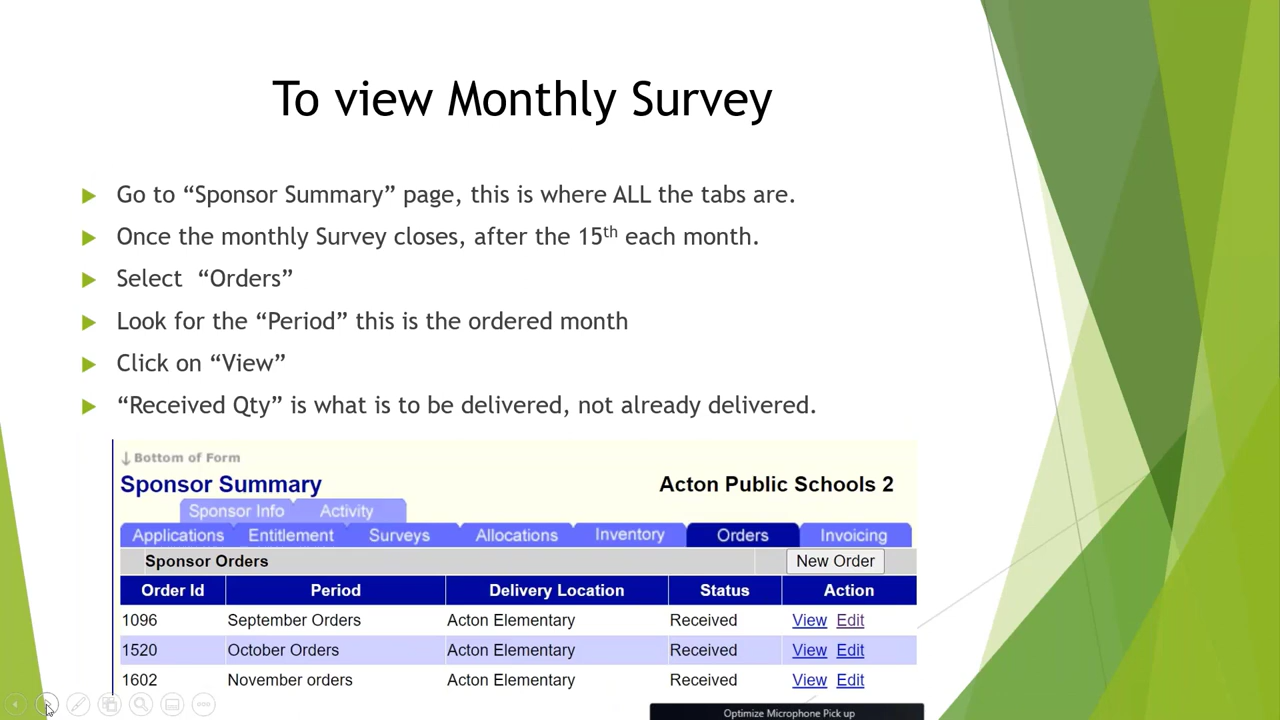 To view Monthly Survey
Go to “Sponsor Summary” page, this is where ALL the tabs are.
Once the monthly Survey closes, after the 15th each month.
Select “Orders”
Look for the “Period” this is the ordered month
Click on “View”
“Received Qty” is what is to be delivered, not already delivered.
↓ Bottom of Form
Sponsor Summary Acton Public Schools 2
Sponsor Info Activity
Applications Entitlement Surveys Allocations Inventory Orders Invoicing
Sponsor Orders New Order
Order Id Period Delivery Location Status Action
1096 September Orders Acton Elementary Received View Edit
1520 October Orders Acton Elementary Received View Edit
1602 November orders Acton Elementary Received View Edit
Optimize Microphone Pick up